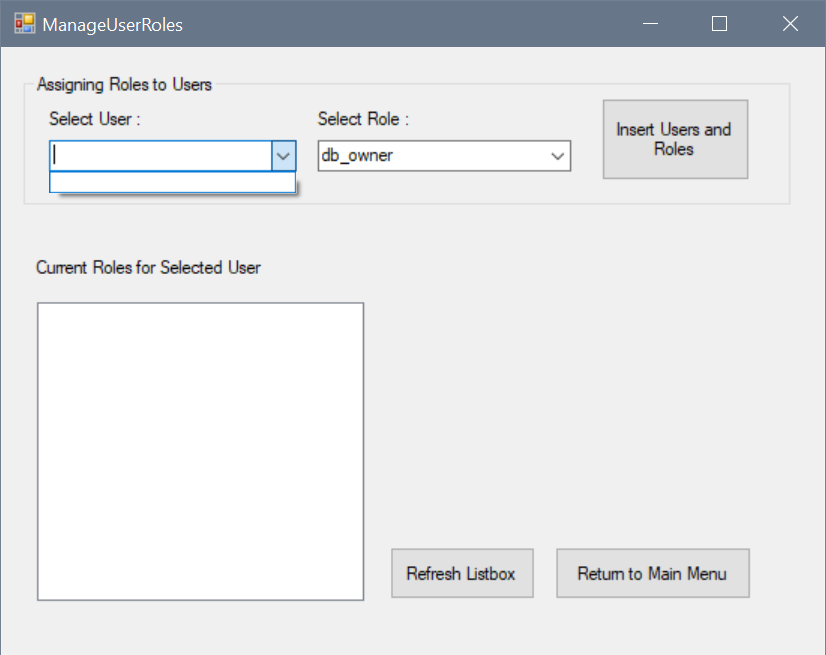 ManageUserRoles
Assigning Roles to Users
Select User :
Select Role :
db_owner
Insert Users and
Roles
Current Roles for Selected User
Refresh Listbox
Return to Main Menu